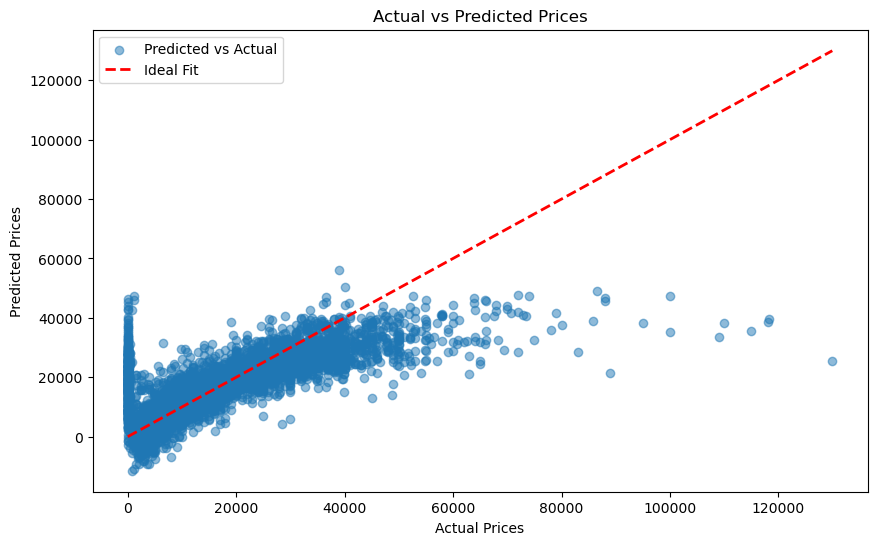 Actual vs Predicted Prices
Predicted vs Actual
Ideal Fit
Predicted Prices
120000
100000
80000
60000
40000
20000
0
0 20000 40000 60000 80000 100000 120000
Actual Prices